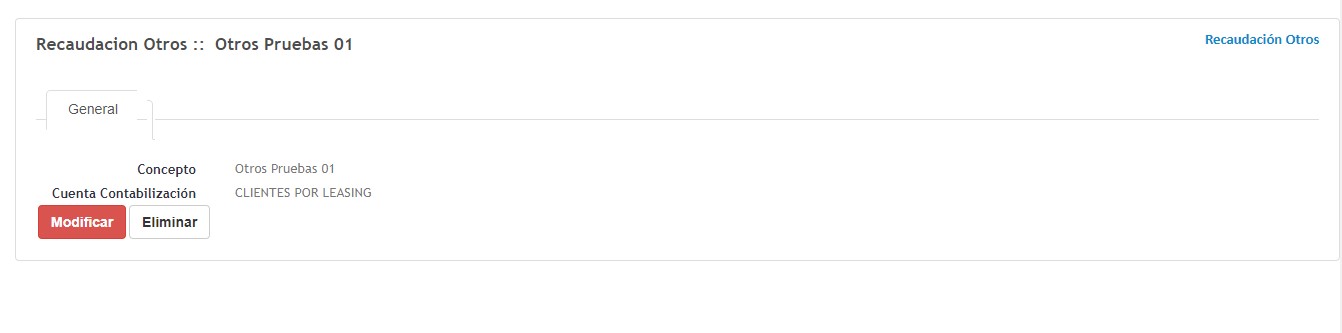 Recaudacion Otros :: Otros Pruebas 01
Recaudación Otros
General
Concepto Otros Pruebas 01
Cuenta Contabilización CLIENTES POR LEASING
Modificar Eliminar